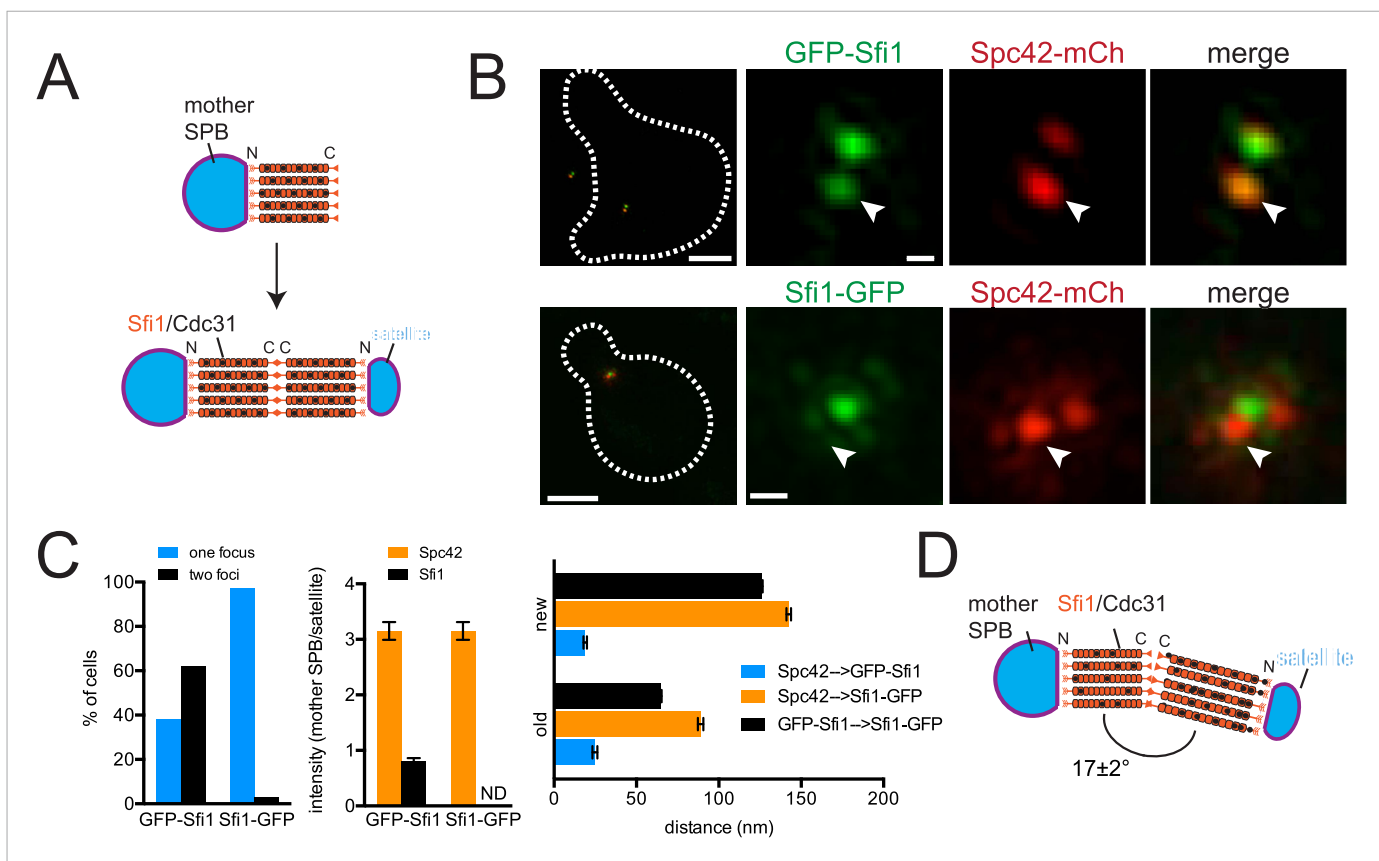 A
mother
SPB
N C
Sfi1/Cdc31
satellite
N C C N
B
GFP-Sfi1 Spc42-mCh merge
Sfi1-GFP Spc42-mCh merge
C
one focus
two foci
% of cells
100
80
60
40
20
0
GFP-Sfi1 Sfi1-GFP
Spc42
Sfi1
intensity (mother SPB/satellite)
4
3
2
1
0
ND
GFP-Sfi1 Sfi1-GFP
new
old
Spc42-->GFP-Sfi1
Spc42-->Sfi1-GFP
GFP-Sfi1-->Sfi1-GFP
0 50 100 150 200
distance (nm)
D
mother
SPB
Sfi1/Cdc31
N C C N
satellite
17±2°